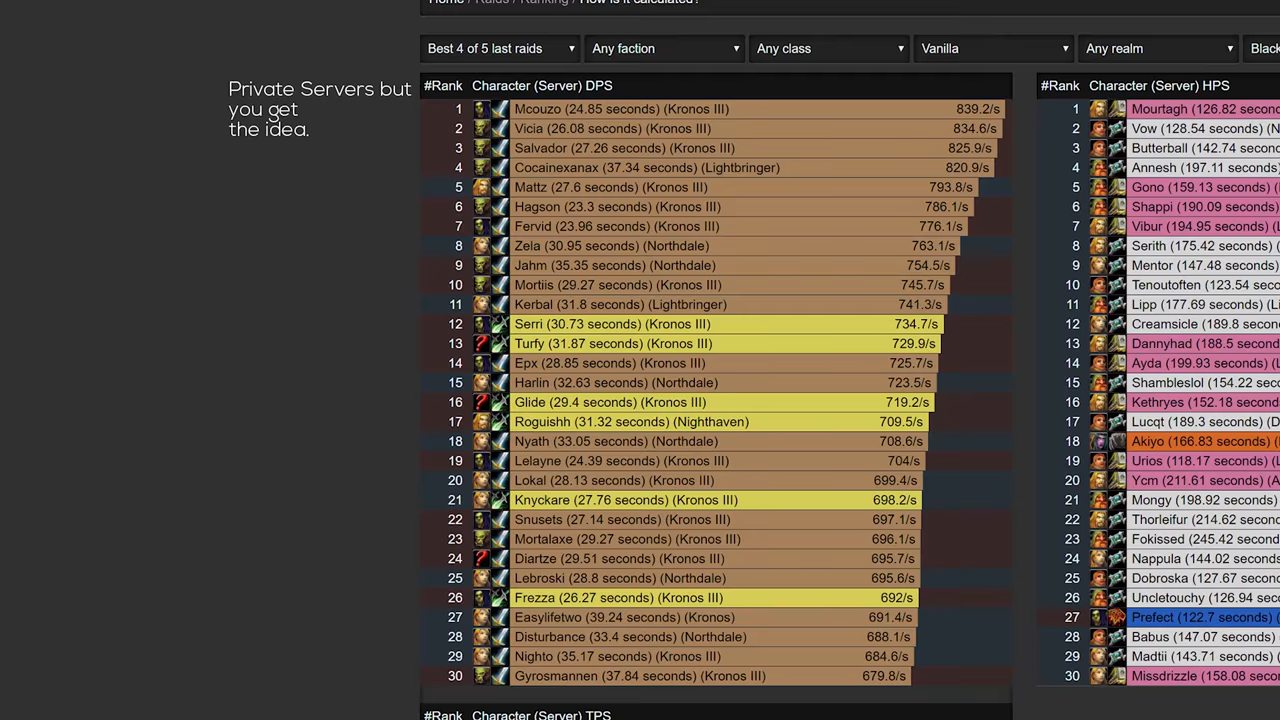 Home / Raids / Ranking / How is it calculated?
Best 4 of 5 last raids
Any faction
Any class
Vanilla
Any realm
Black
Private Servers but
you get
the idea.
#Rank Character (Server) DPS
1 Mcouzo (24.85 seconds) (Kronos III) 839.2/s
2 Vicia (26.08 seconds) (Kronos III) 834.6/s
3 Salvador (27.26 seconds) (Kronos III) 825.9/s
4 Cocainexanax (37.34 seconds) (Lightbringer) 820.9/s
5 Mattz (27.6 seconds) (Kronos III) 793.8/s
6 Hagson (23.3 seconds) (Kronos III) 786.1/s
7 Fervid (23.96 seconds) (Kronos III) 776.1/s
8 Zela (30.95 seconds) (Northdale) 763.1/s
9 Jahm (35.35 seconds) (Northdale) 754.5/s
10 Mortiis (29.27 seconds) (Kronos III) 745.7/s
11 Kerbal (31.8 seconds) (Lightbringer) 741.3/s
12 Serri (30.73 seconds) (Kronos III) 734.7/s
13 Turfy (31.87 seconds) (Kronos III) 729.9/s
14 Epx (28.85 seconds) (Kronos III) 725.7/s
15 Harlin (32.63 seconds) (Northdale) 723.5/s
16 Glide (29.4 seconds) (Kronos III) 719.2/s
17 Roguishh (31.32 seconds) (Nighthaven) 709.5/s
18 Nyath (33.05 seconds) (Northdale) 708.6/s
19 Lelayne (24.39 seconds) (Kronos III) 704/s
20 Lokal (28.13 seconds) (Kronos III) 699.4/s
21 Knyckare (27.76 seconds) (Kronos III) 698.2/s
22 Snusets (27.14 seconds) (Kronos III) 697.1/s
23 Mortalaxe (29.27 seconds) (Kronos III) 696.1/s
24 Diartze (29.51 seconds) (Kronos III) 695.7/s
25 Lebroski (28.8 seconds) (Northdale) 695.6/s
26 Frezza (26.27 seconds) (Kronos III) 692/s
27 Easylifetwo (39.24 seconds) (Kronos) 691.4/s
28 Disturbance (33.4 seconds) (Northdale) 688.1/s
29 Nighto (35.17 seconds) (Kronos III) 684.6/s
30 Gyrosmannen (37.84 seconds) (Kronos III) 679.8/s
#Rank Character (Server) TPS
#Rank Character (Server) HPS
1 Mourtagh (126.82 second
2 Vow (128.54 seconds) (N
3 Butterball (142.74 second
4 Annesh (197.11 seconds)
5 Gono (159.13 seconds) (
6 Shappi (190.09 seconds)
7 Vibur (194.95 seconds) (L
8 Serith (175.42 seconds) (
9 Mentor (147.48 seconds)
10 Tenoutoften (123.54 seco
11 Lipp (177.69 seconds) (K
12 Creamsicle (189.8 second
13 Dannyhad (188.5 seconds
14 Ayda (199.93 seconds) (
15 Shambleslol (154.22 seco
16 Kethryes (152.18 seconds
17 Lucqt (189.3 seconds) (D
18 Akiyo (166.83 seconds) (
19 Urios (118.17 seconds) (L
20 Ycm (211.61 seconds) (A
21 Mongy (198.92 seconds)
22 Thorleifur (214.62 second
23 Fokissed (245.42 second
24 Nappula (144.02 seconds
25 Dobroska (127.67 second
26 Uncletouchy (126.94 seco
27 Prefect (122.7 seconds) (
28 Babus (147.07 seconds)
29 Madtii (143.71 seconds) (
30 Missdrizzle (158.08 secon